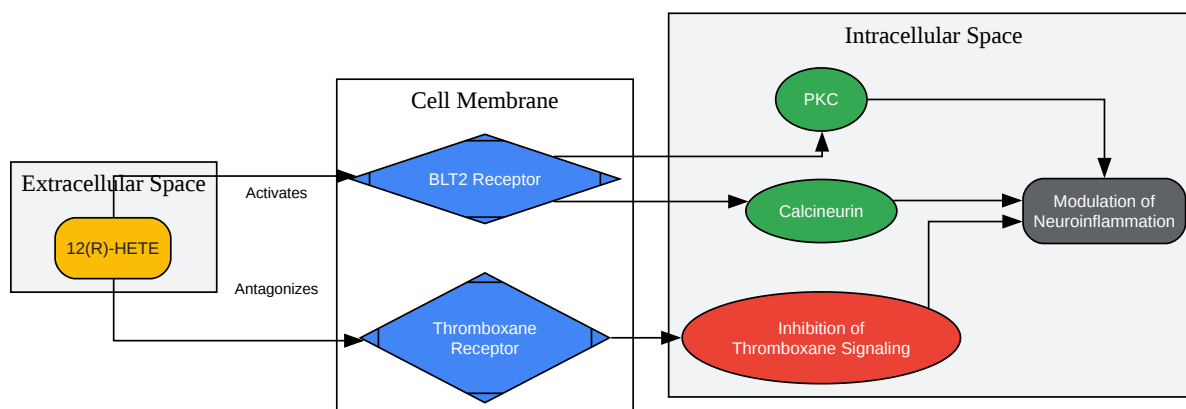 Intracellular Space
Cell Membrane
PKC
Extracellular Space
Activates
BLT2 Receptor
Calcineurin
Modulation of
Neuroinflammation
12(R)-HETE
Antagonizes
Thromboxane
Receptor
Inhibition of
Thromboxane Signaling